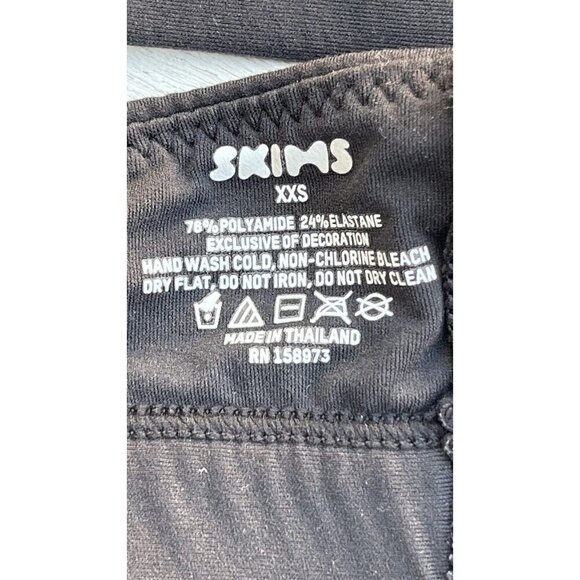 SKIMS
XXS
76% POLYAMIDE 24% ELASTANE
EXCLUSIVE OF DECORATION
HAND WASH COLD, NON-CHLORINE BLEACH
DRY FLAT, DO NOT IRON, DO NOT DRY CLEAN
MADE IN THAILAND
RN 158973